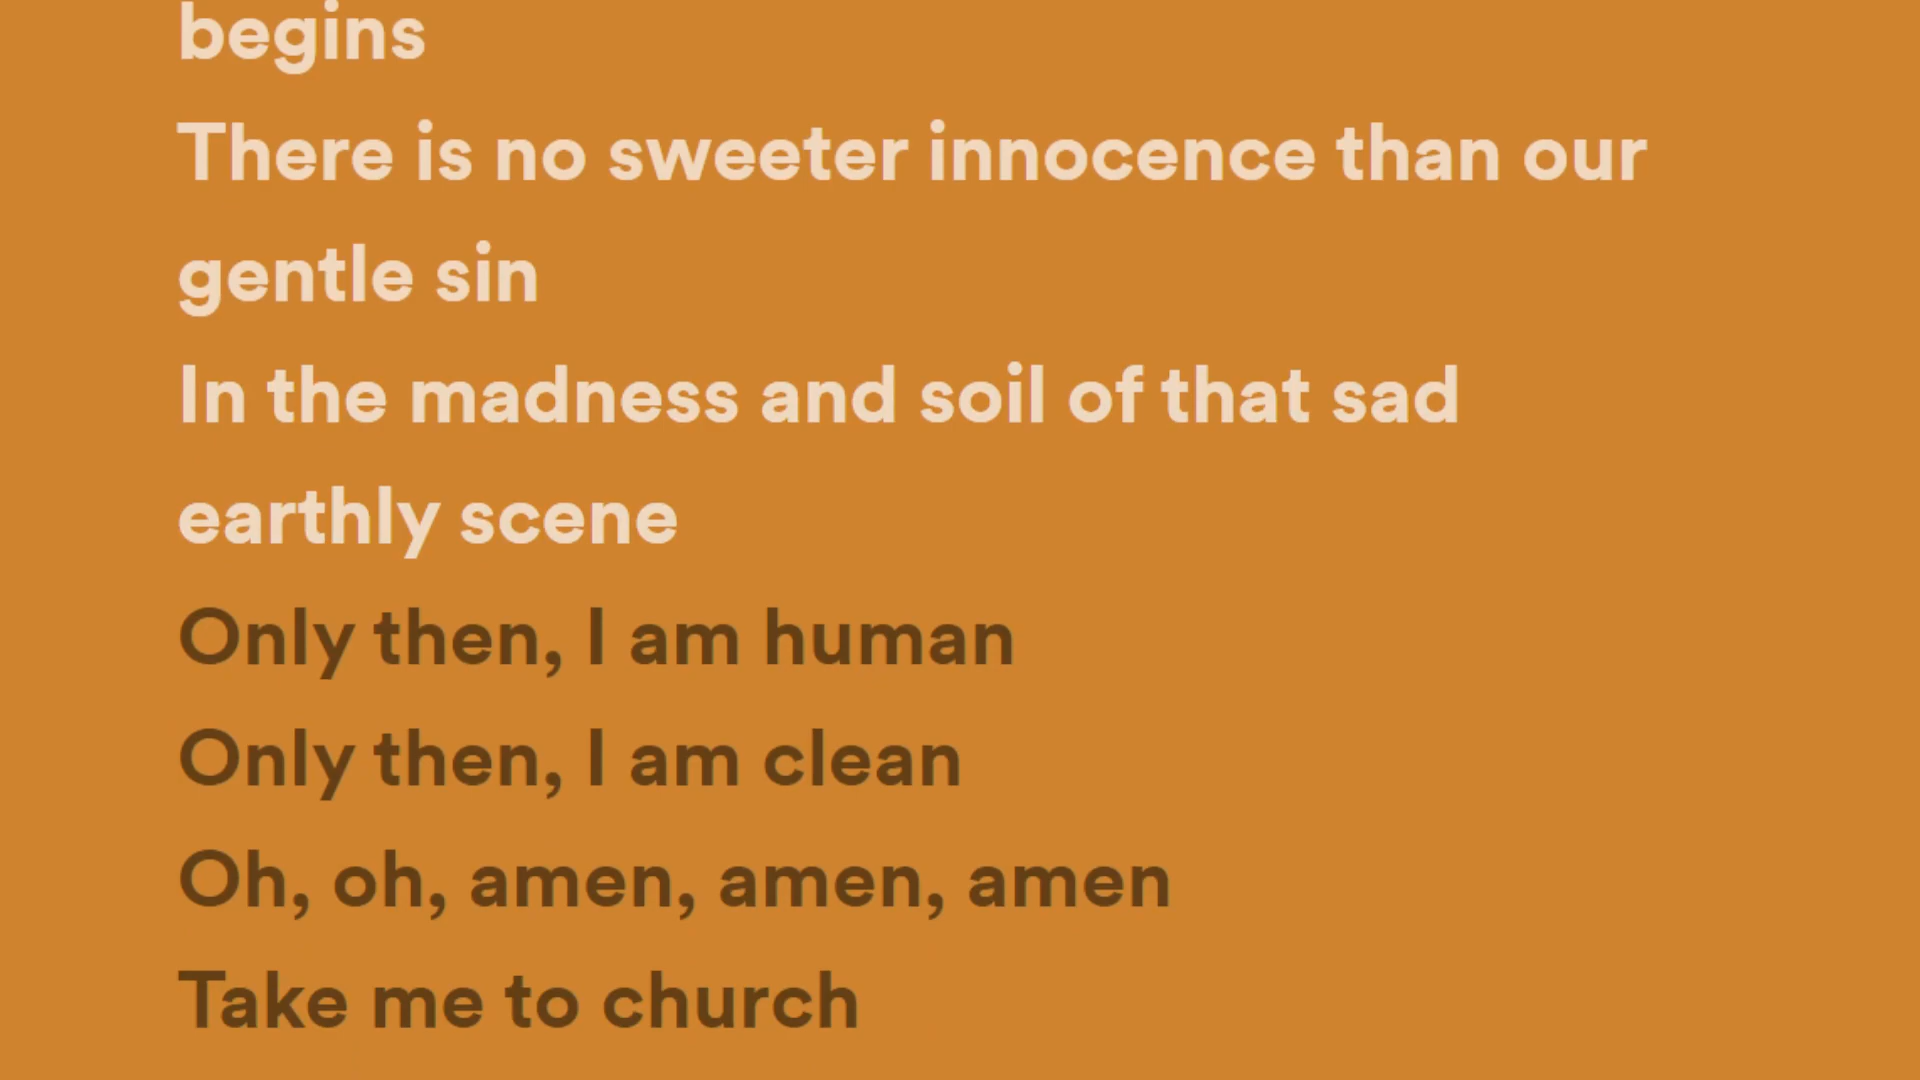 begins
There is no sweeter innocence than our
gentle sin
In the madness and soil of that sad
earthly scene
Only then, I am human
Only then, I am clean
Oh, oh, amen, amen, amen
Take me to church